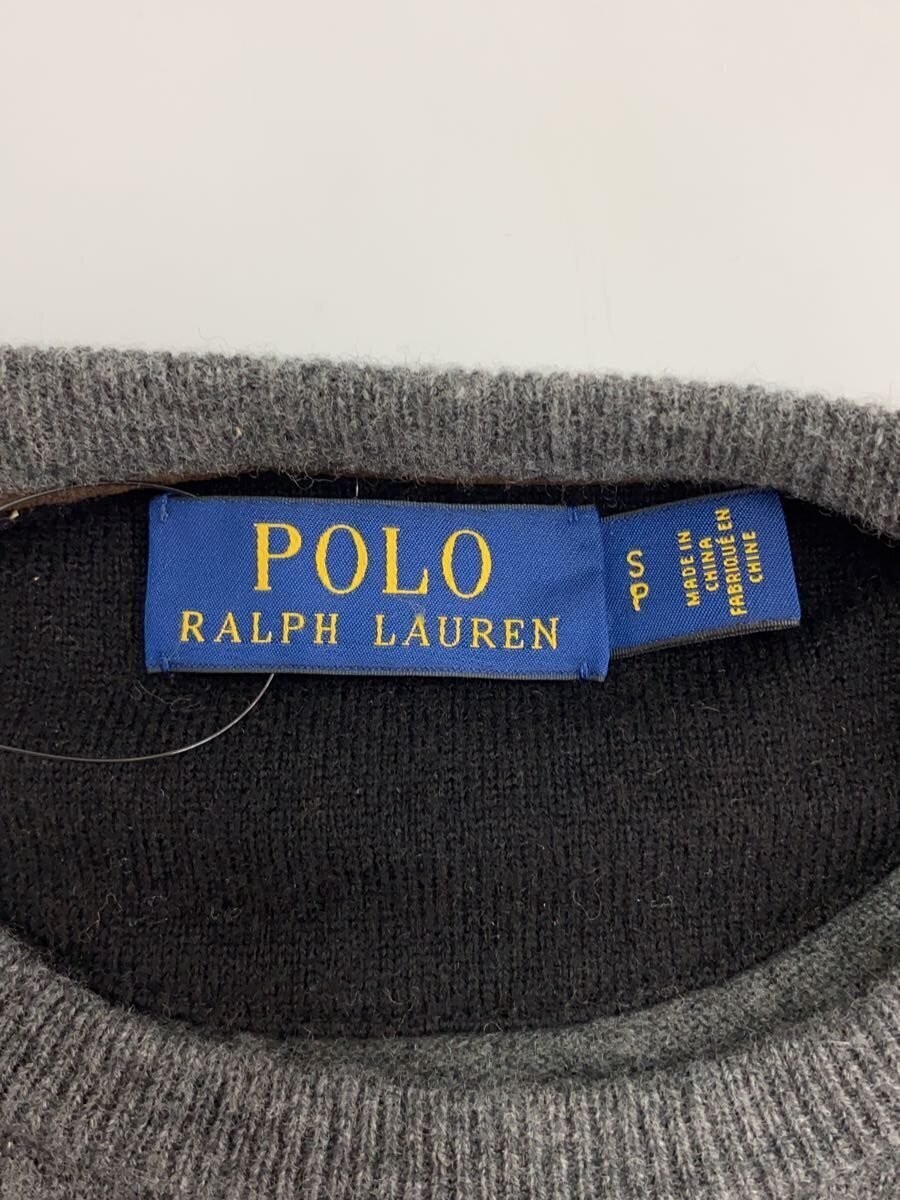 POLO
RALPH LAUREN
S
P
MADE IN
CHINA
FABRIQUÉ EN
CHINE